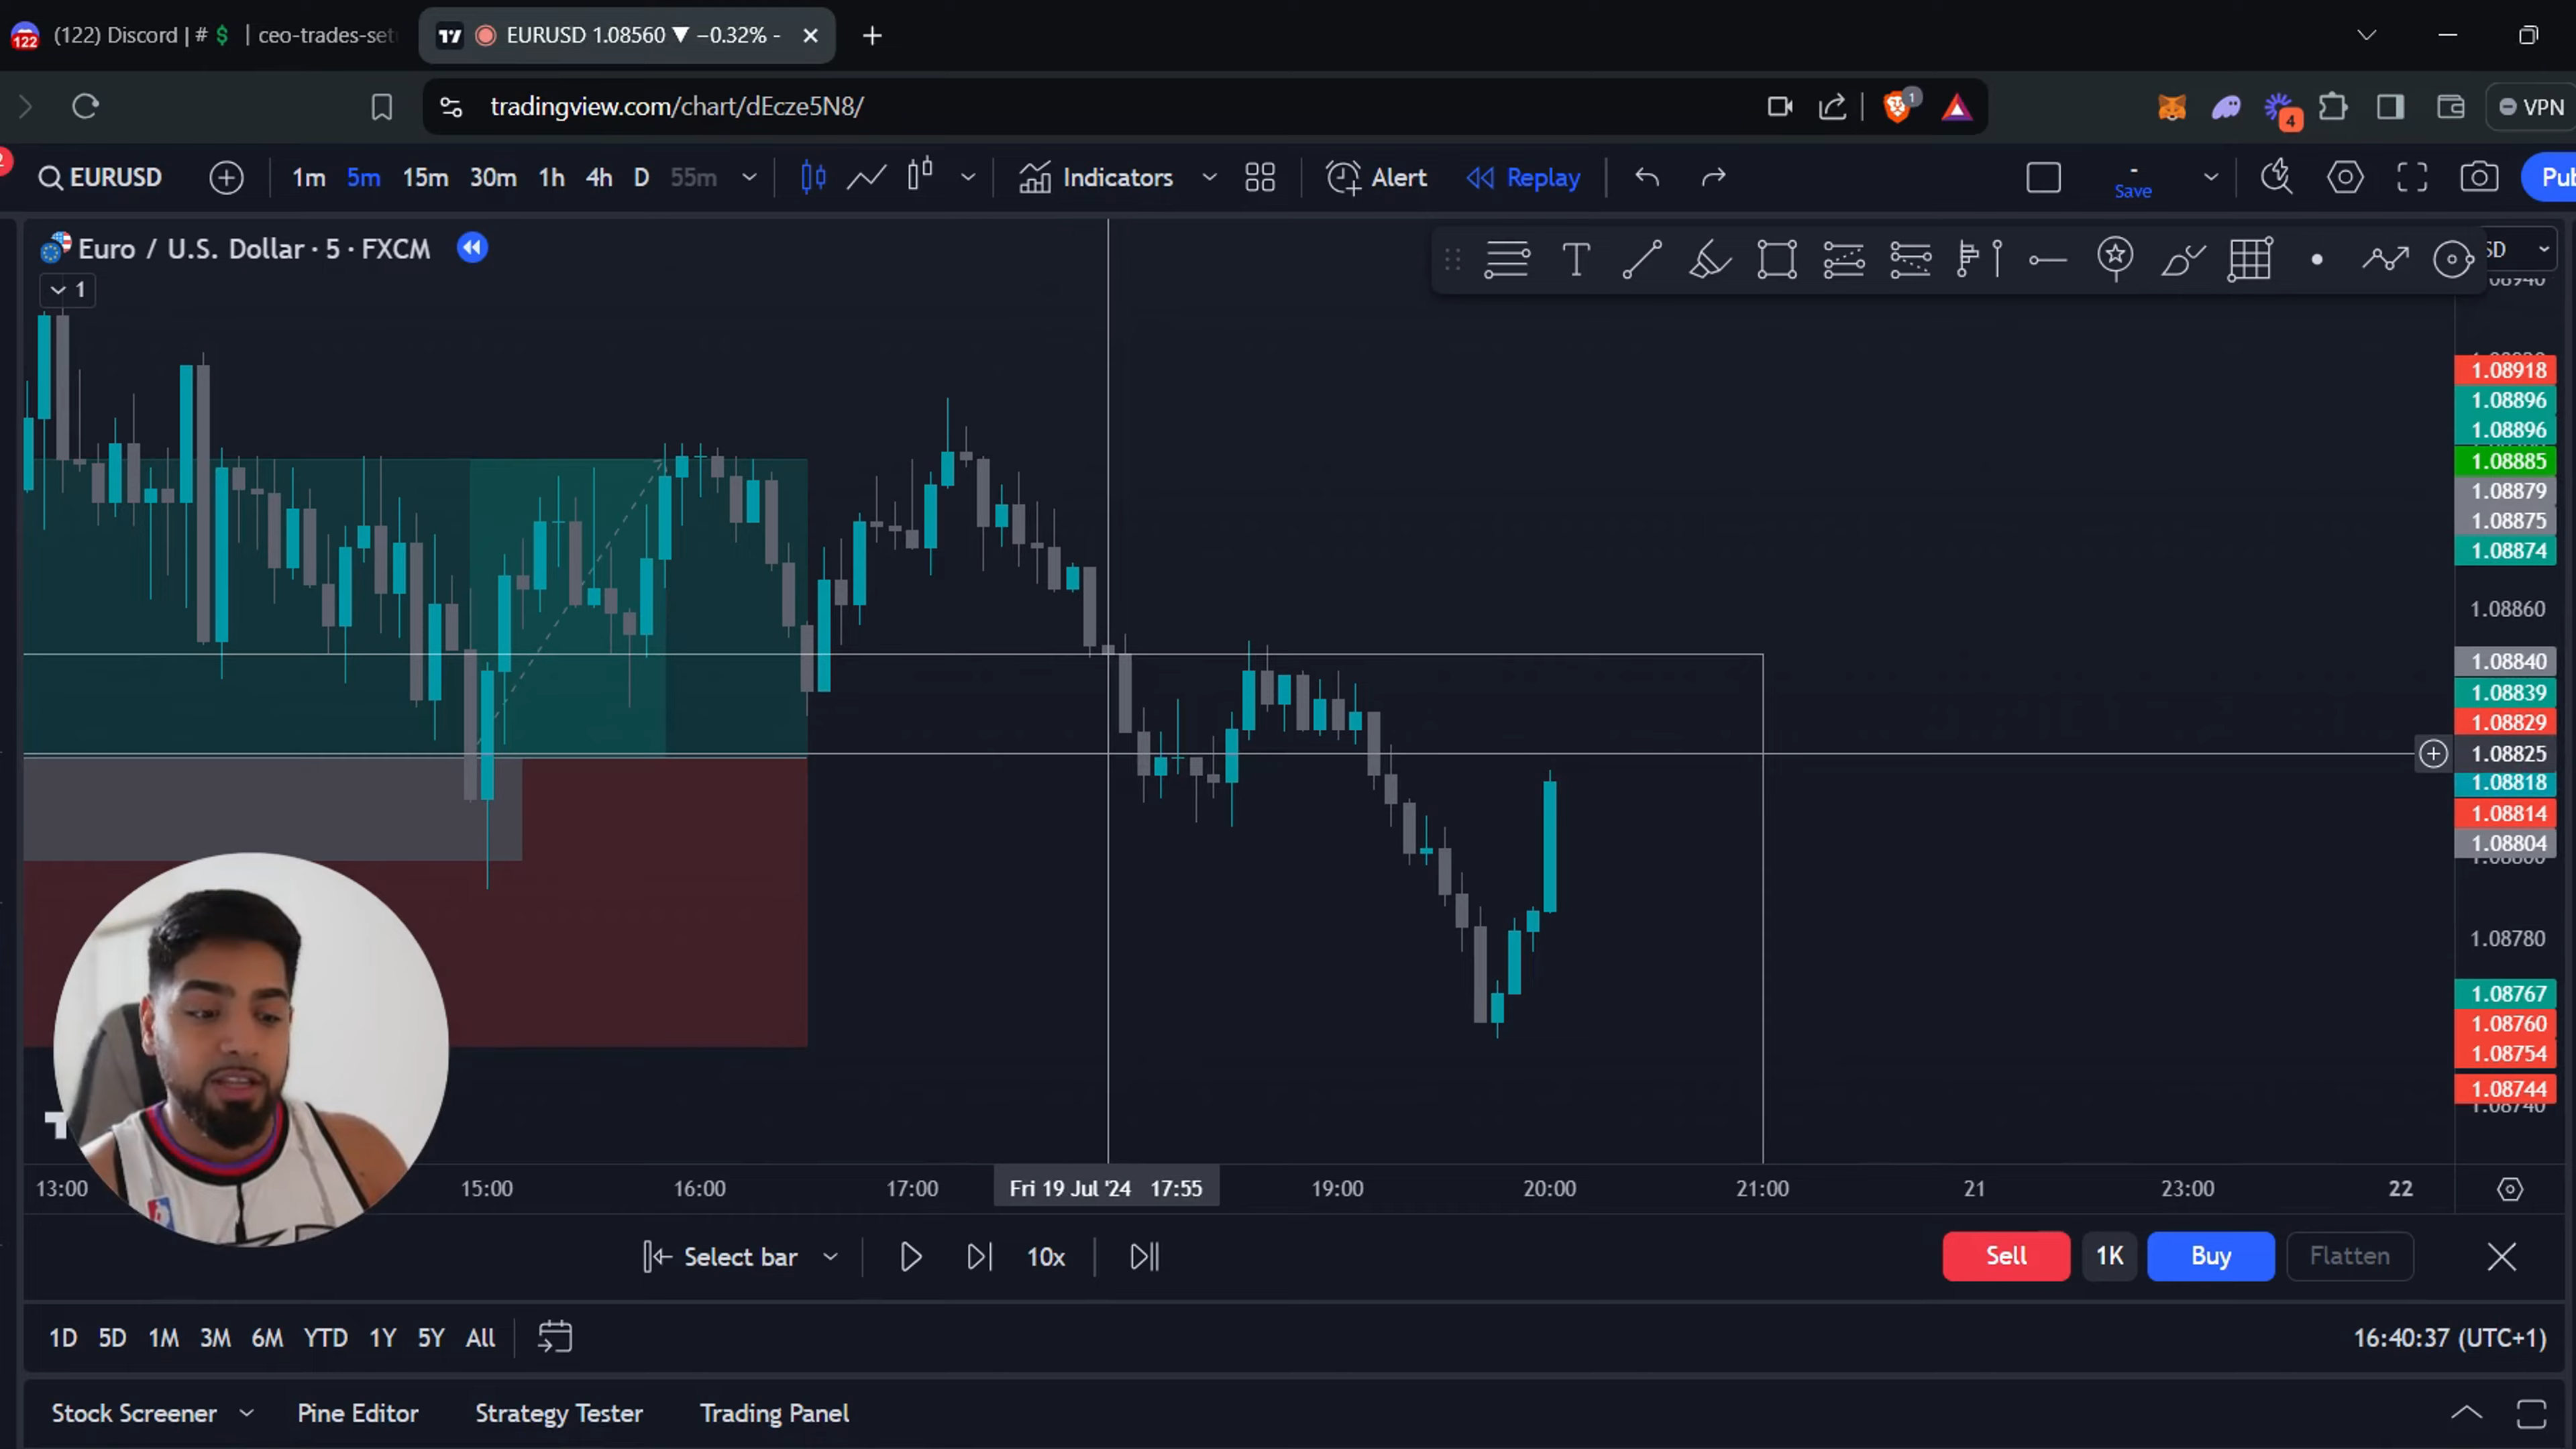 (122) Discord | # $ | ceo-trades-set
EURUSD 1.08560 ▼ −0.32% -
122
tradingview.com/chart/dEcze5N8/
1
4
VPN
2
EURUSD
1m 5m 15m 30m 1h 4h D 55m
Indicators
Alert
Replay
-
Save
Pub
Euro / U.S. Dollar · 5 · FXCM
1
SD
1.08918
1.08896
1.08896
1.08885
1.08879
1.08875
1.08874
1.08860
1.08840
1.08839
1.08829
1.08825
1.08818
1.08814
1.08804
1.08780
1.08767
1.08760
1.08754
1.08744
13:00 15:00 16:00 17:00 Fri 19 Jul '24 17:55 19:00 20:00 21:00 21 23:00 22
Select bar
10x
Sell
1K
Buy
Flatten
1D 5D 1M 3M 6M YTD 1Y 5Y All
16:40:37 (UTC+1)
Stock Screener
Pine Editor
Strategy Tester
Trading Panel